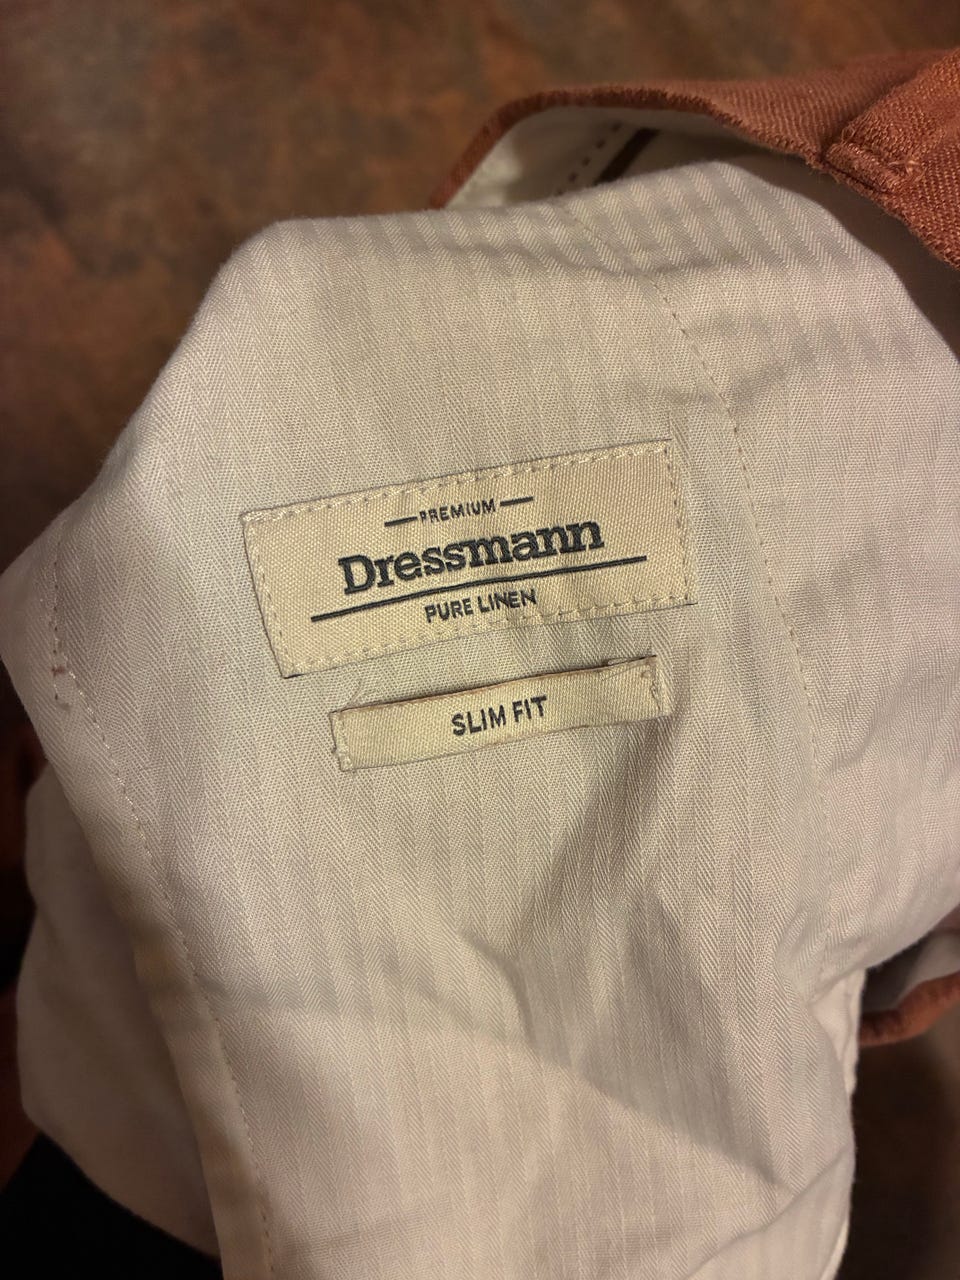 PREMIUM
Dressmann
PURE LINEN
SLIM FIT